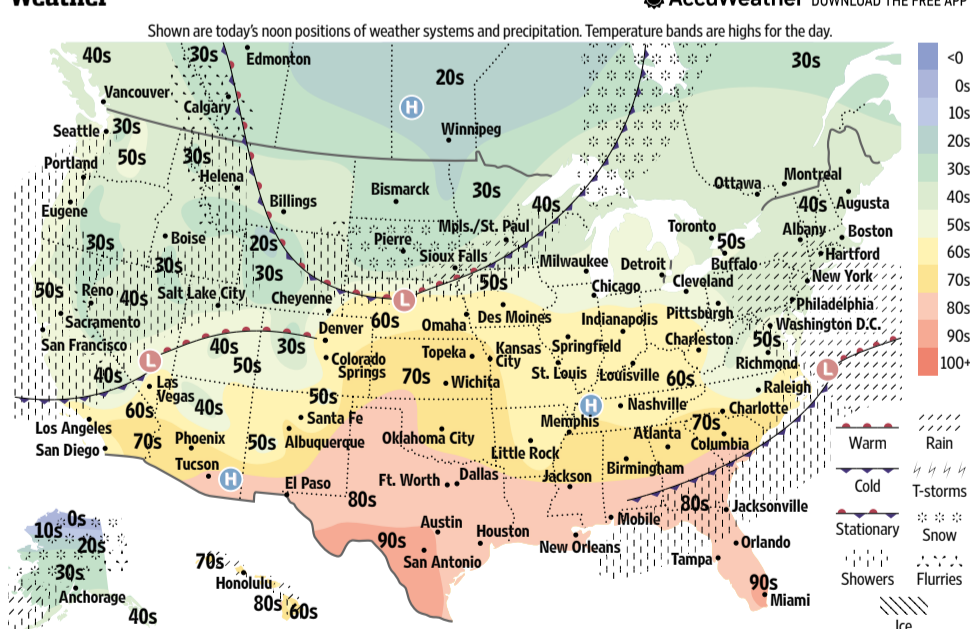 Weather
AccuWeather DOWNLOAD THE FREE APP
Shown are today's noon positions of weather systems and precipitation. Temperature bands are highs for the day.
40s
30s
Edmonton
20s
30s
<0
0s
10s
20s
30s
40s
50s
60s
70s
80s
90s
100+
Vancouver
Calgary
H
Winnipeg
Seattle
30s
50s
Portland
30s
Helena
Billings
Bismarck
30s
40s
Ottawa
Montreal
40s
Augusta
Eugene
30s
Boise
20s
Pierre
Mpls./St. Paul
Sioux Falls
Toronto
50s
Buffalo
Albany
Boston
Hartford
30s
30s
Milwaukee
Detroit
Cleveland
New York
50s
Reno
40s
Salt Lake City
Cheyenne
L
50s
Chicago
Pittsburgh
Philadelphia
Sacramento
San Francisco
Denver
60s
Omaha
Des Moines
Indianapolis
Charleston
50s
Washington D.C.
Richmond
L
40s
40s
50s
30s
Colorado
Springs
Topeka
Kansas
City
Springfield
St. Louis
Louisville
60s
L
Raleigh
Las
Vegas
40s
50s
70s
Wichita
H
Nashville
Charlotte
60s
Los Angeles
Santa Fe
Albuquerque
Oklahoma City
Memphis
Little Rock
Atlanta
70s
Columbia
San Diego
70s
Phoenix
50s
Tucson
H
El Paso
80s
Ft. Worth
Dallas
Jackson
Birmingham
80s
Jacksonville
Mobile
Austin
Houston
New Orleans
Orlando
90s
San Antonio
Tampa
90s
Miami
0s
10s
20s
30s
Anchorage
40s
70s
Honolulu
80s
60s
Warm
Rain
Cold
T-storms
Stationary
Snow
Showers
Flurries
Ice